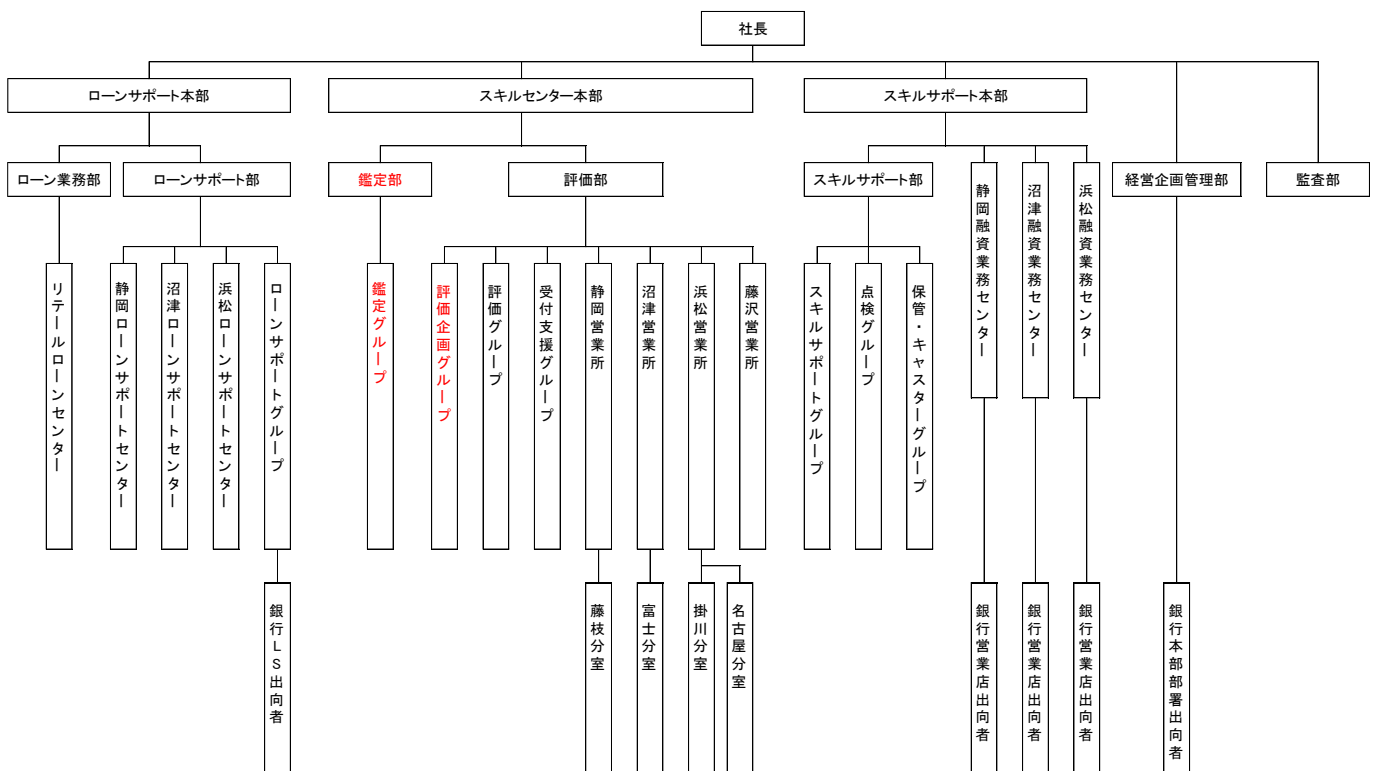 社長
ローンサポート本部
スキルセンター本部
スキルサポート本部
ローン業務部
ローンサポート部
鑑定部
評価部
スキルサポート部
静岡融資業務センター
沼津融資業務センター
浜松融資業務センター
経営企画管理部
監査部
リテールローンセンター
静岡ローンサポートセンター
沼津ローンサポートセンター
浜松ローンサポートセンター
ローンサポートグループ
鑑定グループ
評価企画グループ
評価グループ
受付支援グループ
静岡営業所
沼津営業所
浜松営業所
藤沢営業所
スキルサポートグループ
点検グループ
保管・キャスターグループ
銀行LS出向者
藤枝分室
富士分室
掛川分室
名古屋分室
銀行営業店出向者
銀行営業店出向者
銀行営業店出向者
銀行本部部署出向者